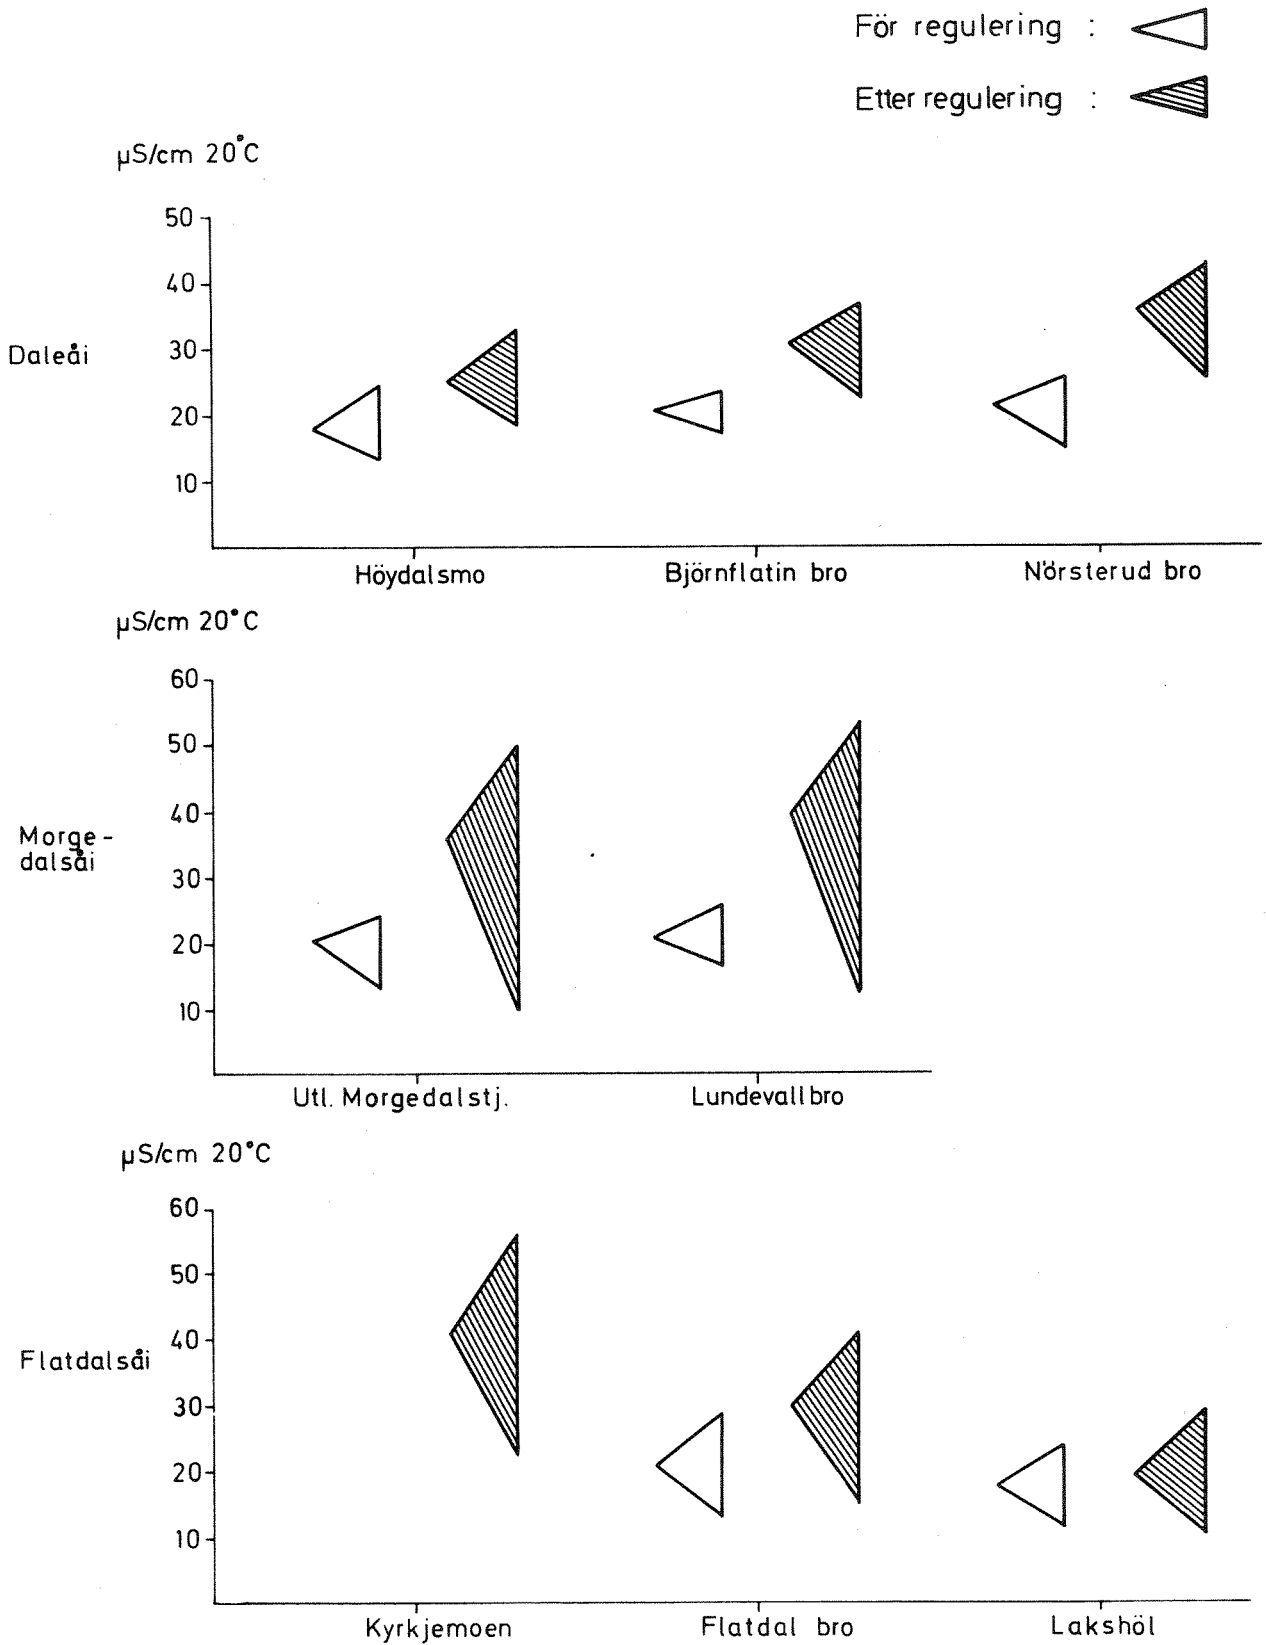 För regulering :
Etter regulering :
µS/cm 20°C
50
40
30
20
10
Daleåi
Höydalsmo
Björnflatin bro
Nörsterud bro
µS/cm 20°C
60
50
40
30
20
10
Morge-
dalsåi
Utl. Morgedalstj.
Lundevall bro
µS/cm 20°C
60
50
40
30
20
10
Flatdalsåi
Kyrkjemoen
Flatdal bro
Lakshöl